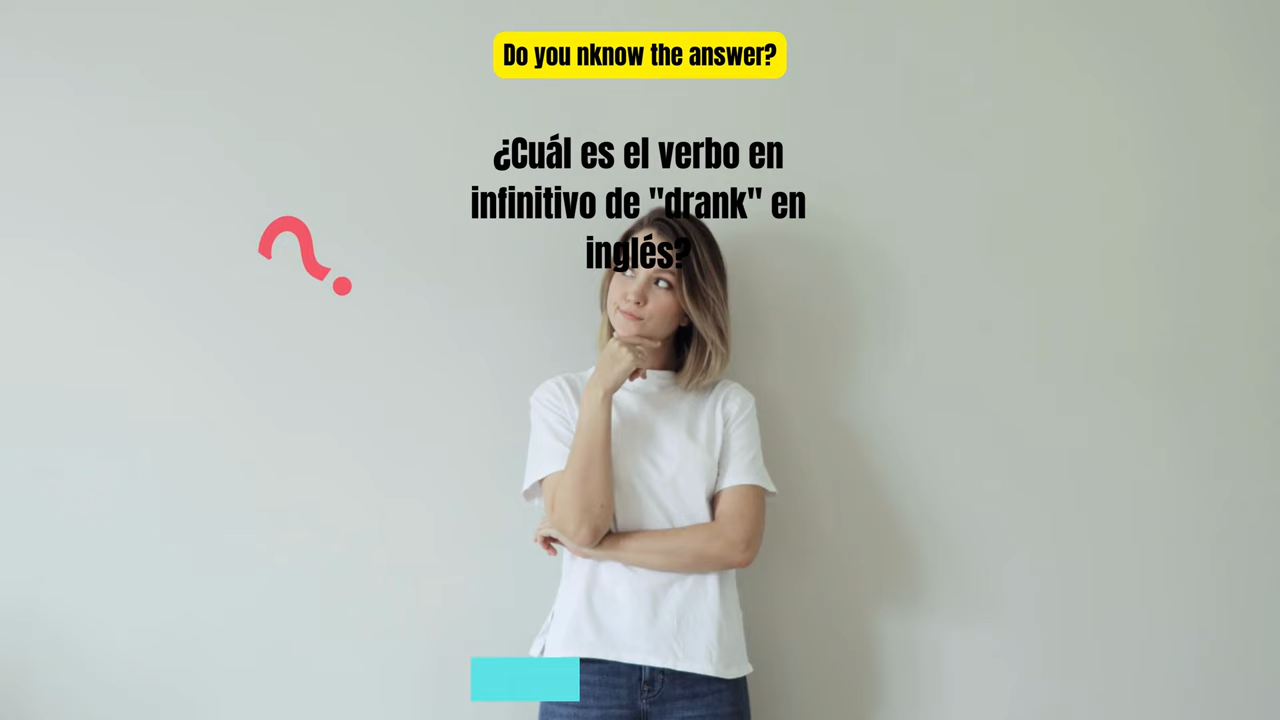 Do you nknow the answer?
¿Cuál es el verbo en
infinitivo de "drank" en
inglés?
?